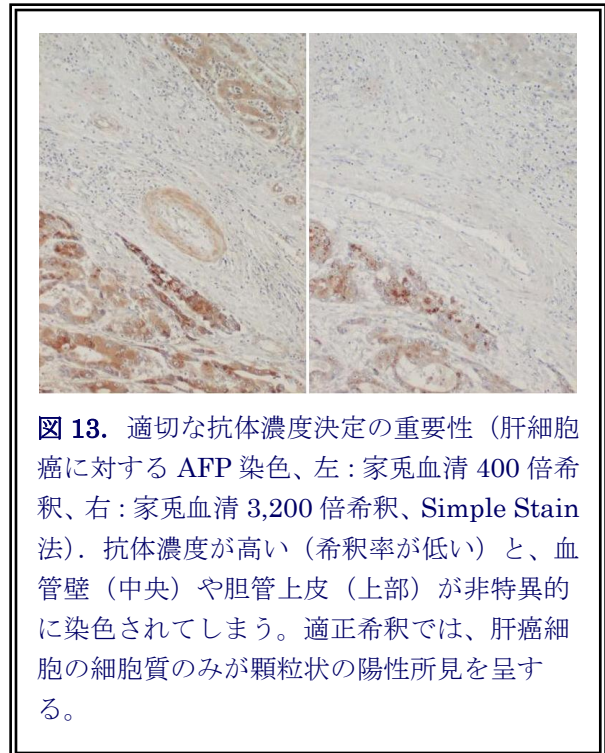 図 13. 適切な抗体濃度決定の重要性（肝細胞
癌に対する AFP 染色、左 : 家兎血清 400 倍希
釈、右 : 家兎血清 3,200 倍希釈、Simple Stain
法）. 抗体濃度が高い（希釈率が低い）と、血
管壁（中央）や胆管上皮（上部）が非特異的
に染色されてしまう。適正希釈では、肝癌細
胞の細胞質のみが顆粒状の陽性所見を呈す
る。